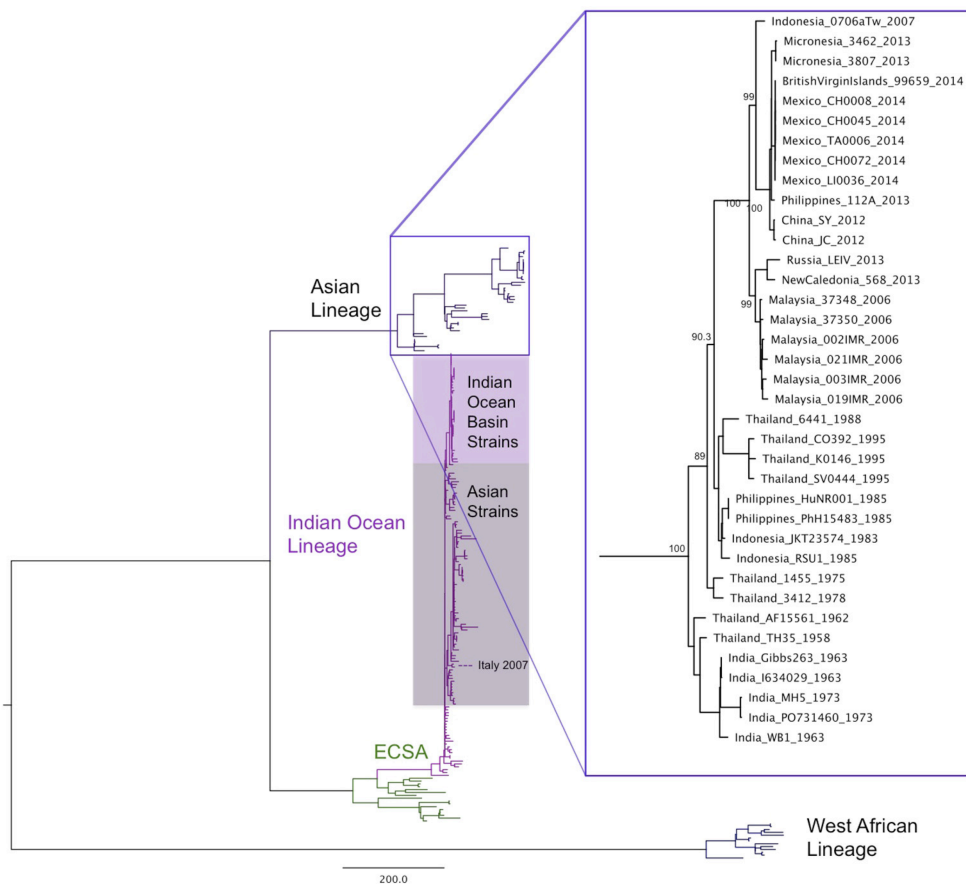 Asian
Lineage
Indian
Ocean
Basin
Strains
Asian
Strains
Indian Ocean
Lineage
Italy 2007
ECSA
West African
Lineage
200.0
99
100
100
99
90.3
89
100
Indonesia_0706aTw_2007
Micronesia_3462_2013
Micronesia_3807_2013
BritishVirginIslands_99659_2014
Mexico_CH0008_2014
Mexico_CH0045_2014
Mexico_TA0006_2014
Mexico_CH0072_2014
Mexico_LI0036_2014
Philippines_112A_2013
China_SY_2012
China_JC_2012
Russia_LEIV_2013
NewCaledonia_568_2013
Malaysia_37348_2006
Malaysia_37350_2006
Malaysia_002IMR_2006
Malaysia_021IMR_2006
Malaysia_003IMR_2006
Malaysia_019IMR_2006
Thailand_6441_1988
Thailand_CO392_1995
Thailand_K0146_1995
Thailand_SV0444_1995
Philippines_HuNR001_1985
Philippines_PhH15483_1985
Indonesia_JKT23574_1983
Indonesia_RSU1_1985
Thailand_1455_1975
Thailand_3412_1978
Thailand_AF15561_1962
Thailand_TH35_1958
India_Gibbs263_1963
India_I634029_1963
India_MH5_1973
India_PO731460_1973
India_WB1_1963